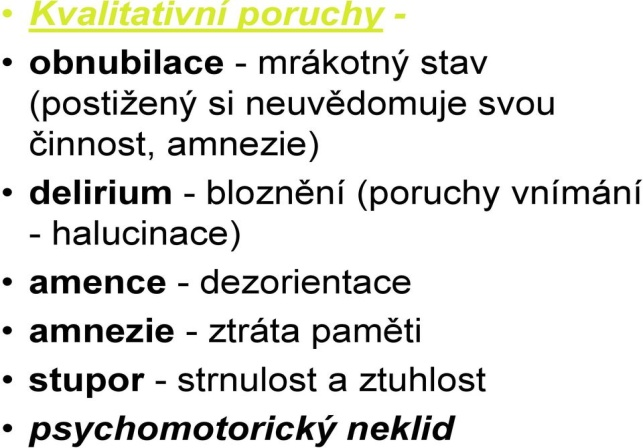 • Kvalitativní poruchy -
• obnubilace - mrákotný stav
(postižený si neuvědomuje svou
činnost, amnezie)
• delirium - bloznění (poruchy vnímání
- halucinace)
• amence - dezorientace
• amnezie - ztráta paměti
• stupor - strnulost a ztuhlost
• psychomotorický neklid